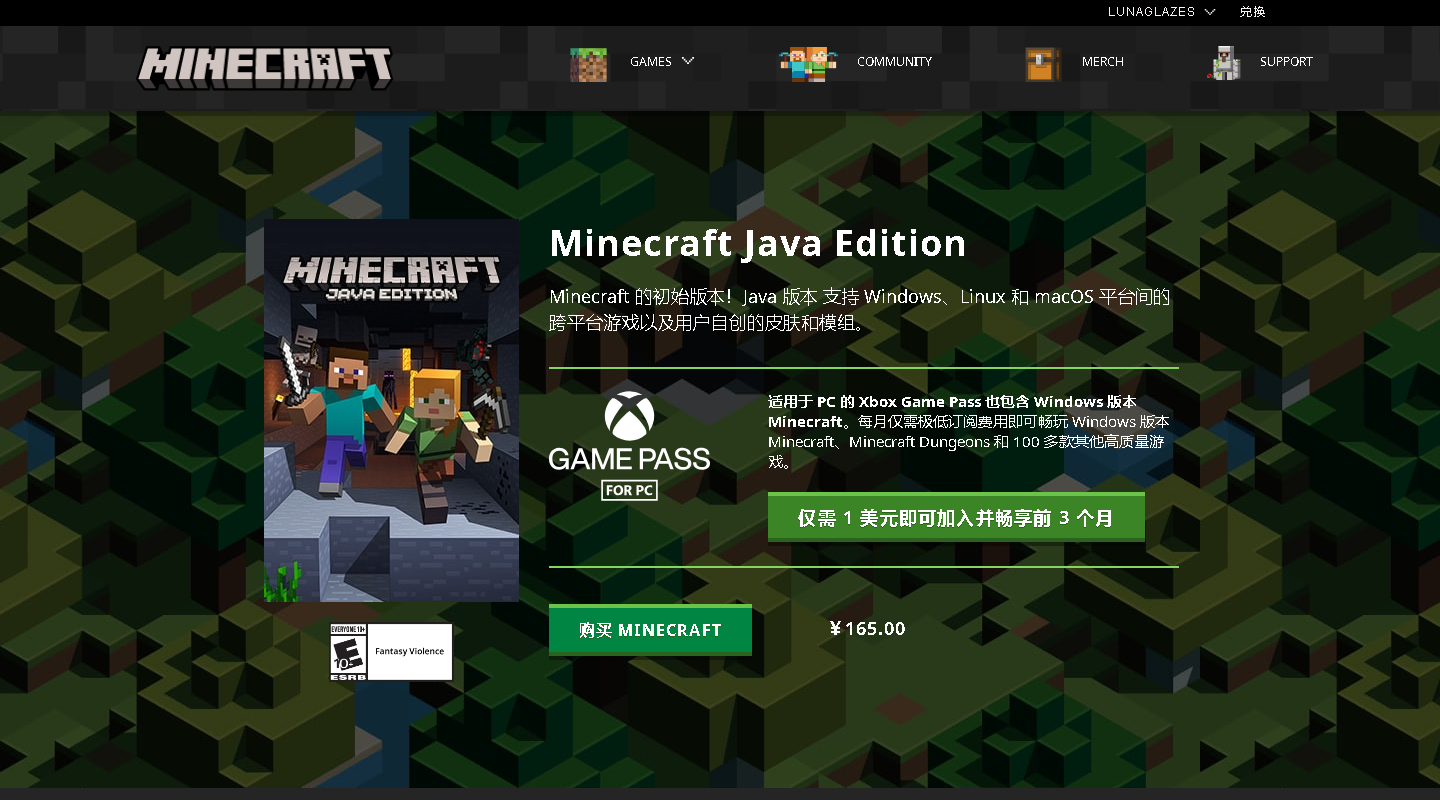 LUNAGLAZES 兑换
MINECRAFT GAMES COMMUNITY MERCH SUPPORT
MINECRAFT
JAVA EDITION
Minecraft Java Edition
Minecraft 的初始版本！Java 版本 支持 Windows、Linux 和 macOS 平台间的
跨平台游戏以及用户自创的皮肤和模组。
GAME PASS
FOR PC
适用于 PC 的 Xbox Game Pass 也包含 Windows 版本
Minecraft。每月仅需极低订阅费用即可畅玩 Windows 版本
Minecraft、Minecraft Dungeons 和 100 多款其他高质量游
戏。
仅需 1 美元即可加入并畅享前 3 个月
购买 MINECRAFT
¥165.00
EVERYONE 10+
E
10+
ESRB
Fantasy Violence